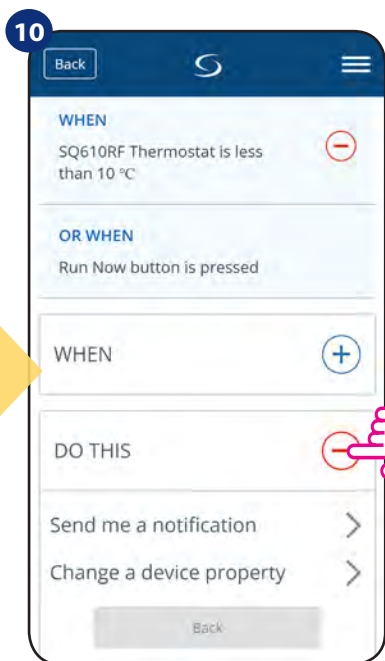 10
Back
WHEN
SQ610RF Thermostat is less
than 10 °C
OR WHEN
Run Now button is pressed
WHEN
DO THIS
Send me a notification
Change a device property
Back